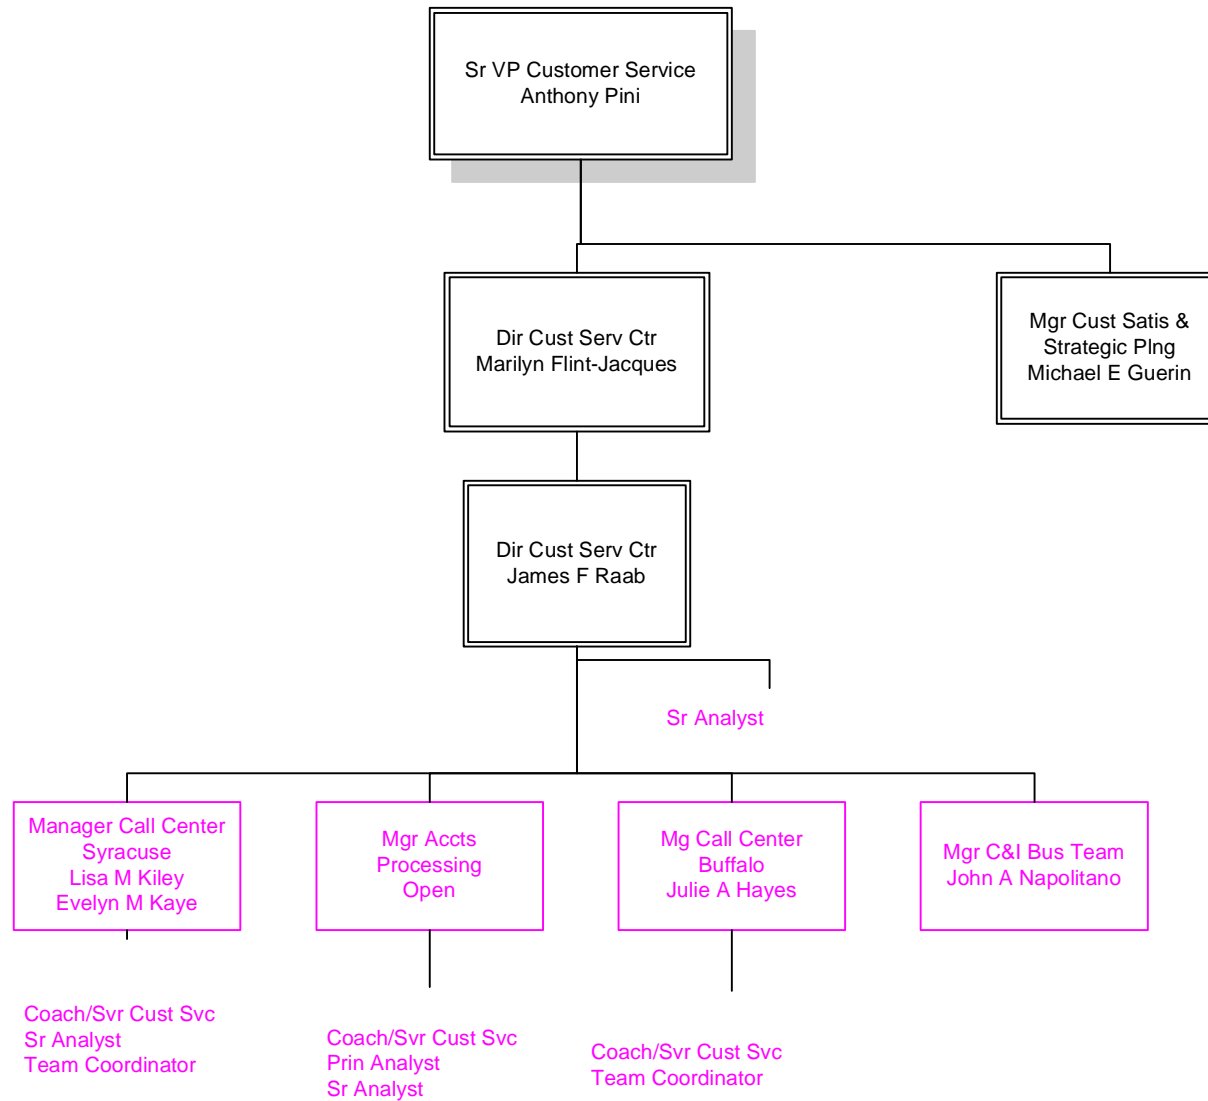 Sr VP Customer Service
Anthony Pini
Dir Cust Serv Ctr
Marilyn Flint-Jacques
Mgr Cust Satis &
Strategic Plng
Michael E Guerin
Dir Cust Serv Ctr
James F Raab
Sr Analyst
Manager Call Center
Syracuse
Lisa M Kiley
Evelyn M Kaye
Mgr Accts
Processing
Open
Mg Call Center
Buffalo
Julie A Hayes
Mgr C&I Bus Team
John A Napolitano
Coach/Svr Cust Svc
Sr Analyst
Team Coordinator
Coach/Svr Cust Svc
Prin Analyst
Sr Analyst
Coach/Svr Cust Svc
Team Coordinator